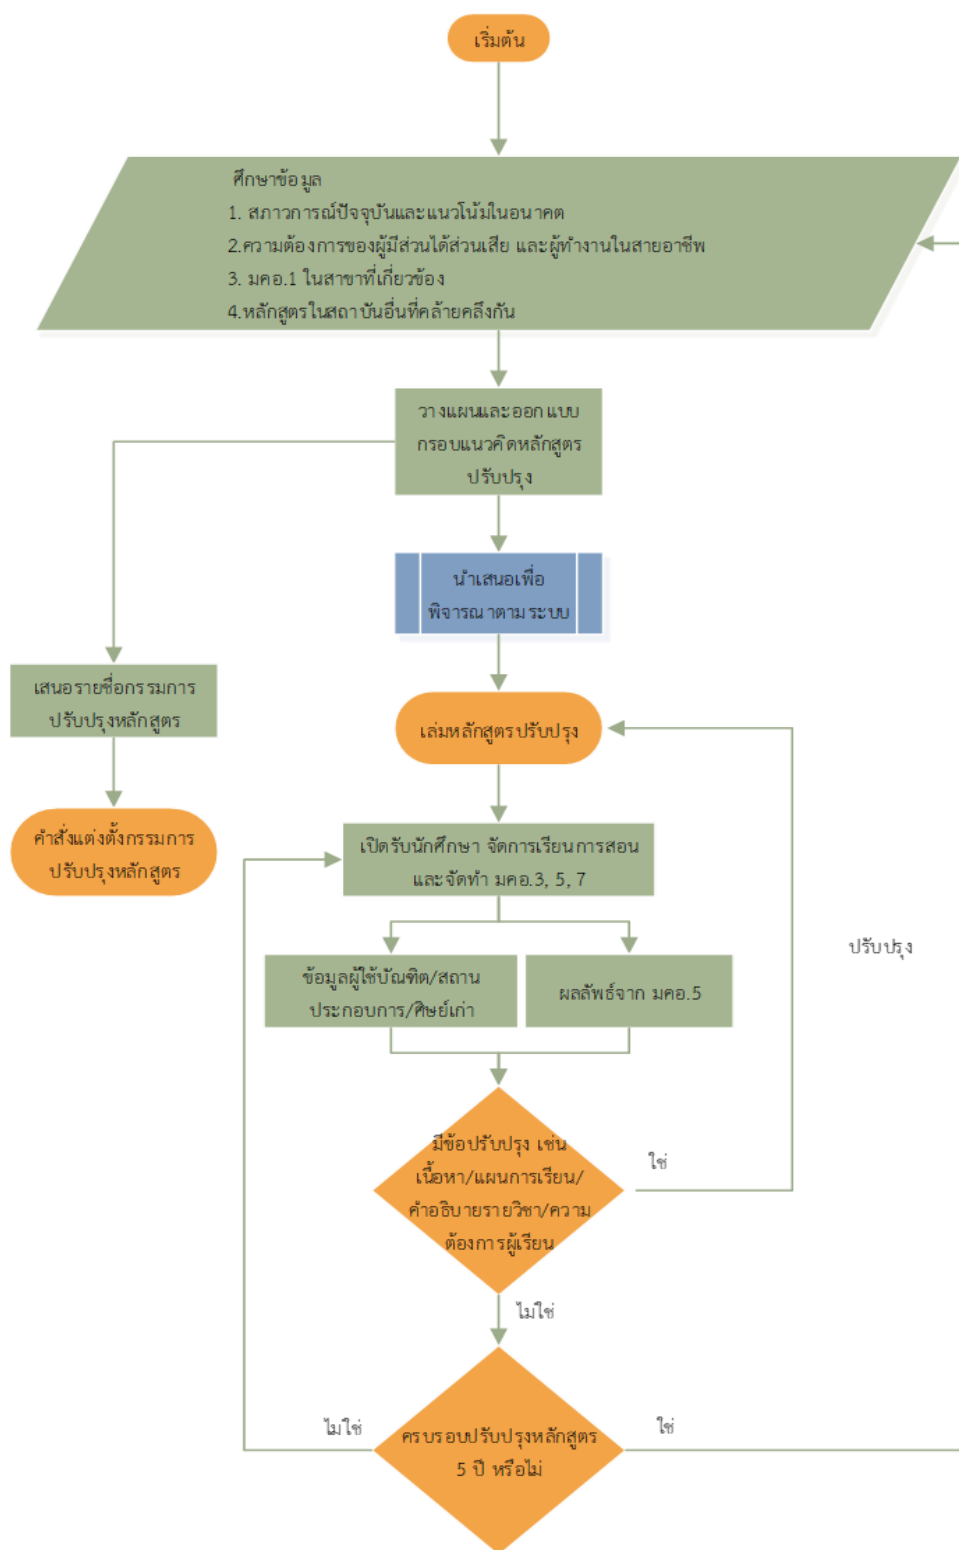 เริ่มต้น
ศึกษาข้อมูล
1. สภาวการณ์ปัจจุบันและแนวโน้มในอนาคต
2.ความต้องการของผู้มีส่วนได้ส่วนเสีย และผู้ทำงานในสายอาชีพ
3. มคอ.1 ในสาขาที่เกี่ยวข้อง
4.หลักสูตรในสถาบันอื่นที่คล้ายคลึงกัน
วางแผนและออกแบบ
กรอบแนวคิดหลักสูตร
ปรับปรุง
นำเสนอเพื่อ
พิจารณาตามระบบ
เสนอรายชื่อกรรมการ
ปรับปรุงหลักสูตร
เล่มหลักสูตรปรับปรุง
คำสั่งแต่งตั้งกรรมการ
ปรับปรุงหลักสูตร
เปิดรับนักศึกษา จัดการเรียนการสอน
และจัดทำ มคอ.3, 5, 7
ปรับปรุง
ข้อมูลผู้ใช้บัณฑิต/สถาน
ประกอบการ/ศิษย์เก่า
ผลลัพธ์จาก มคอ.5
มีข้อปรับปรุง เช่น
เนื้อหา/แผนการเรียน/
คำอธิบายรายวิชา/ความ
ต้องการผู้เรียน
ใช่
ไม่ใช่
ไม่ใช่
ครบรอบปรับปรุงหลักสูตร
5 ปี หรือไม่
ใช่